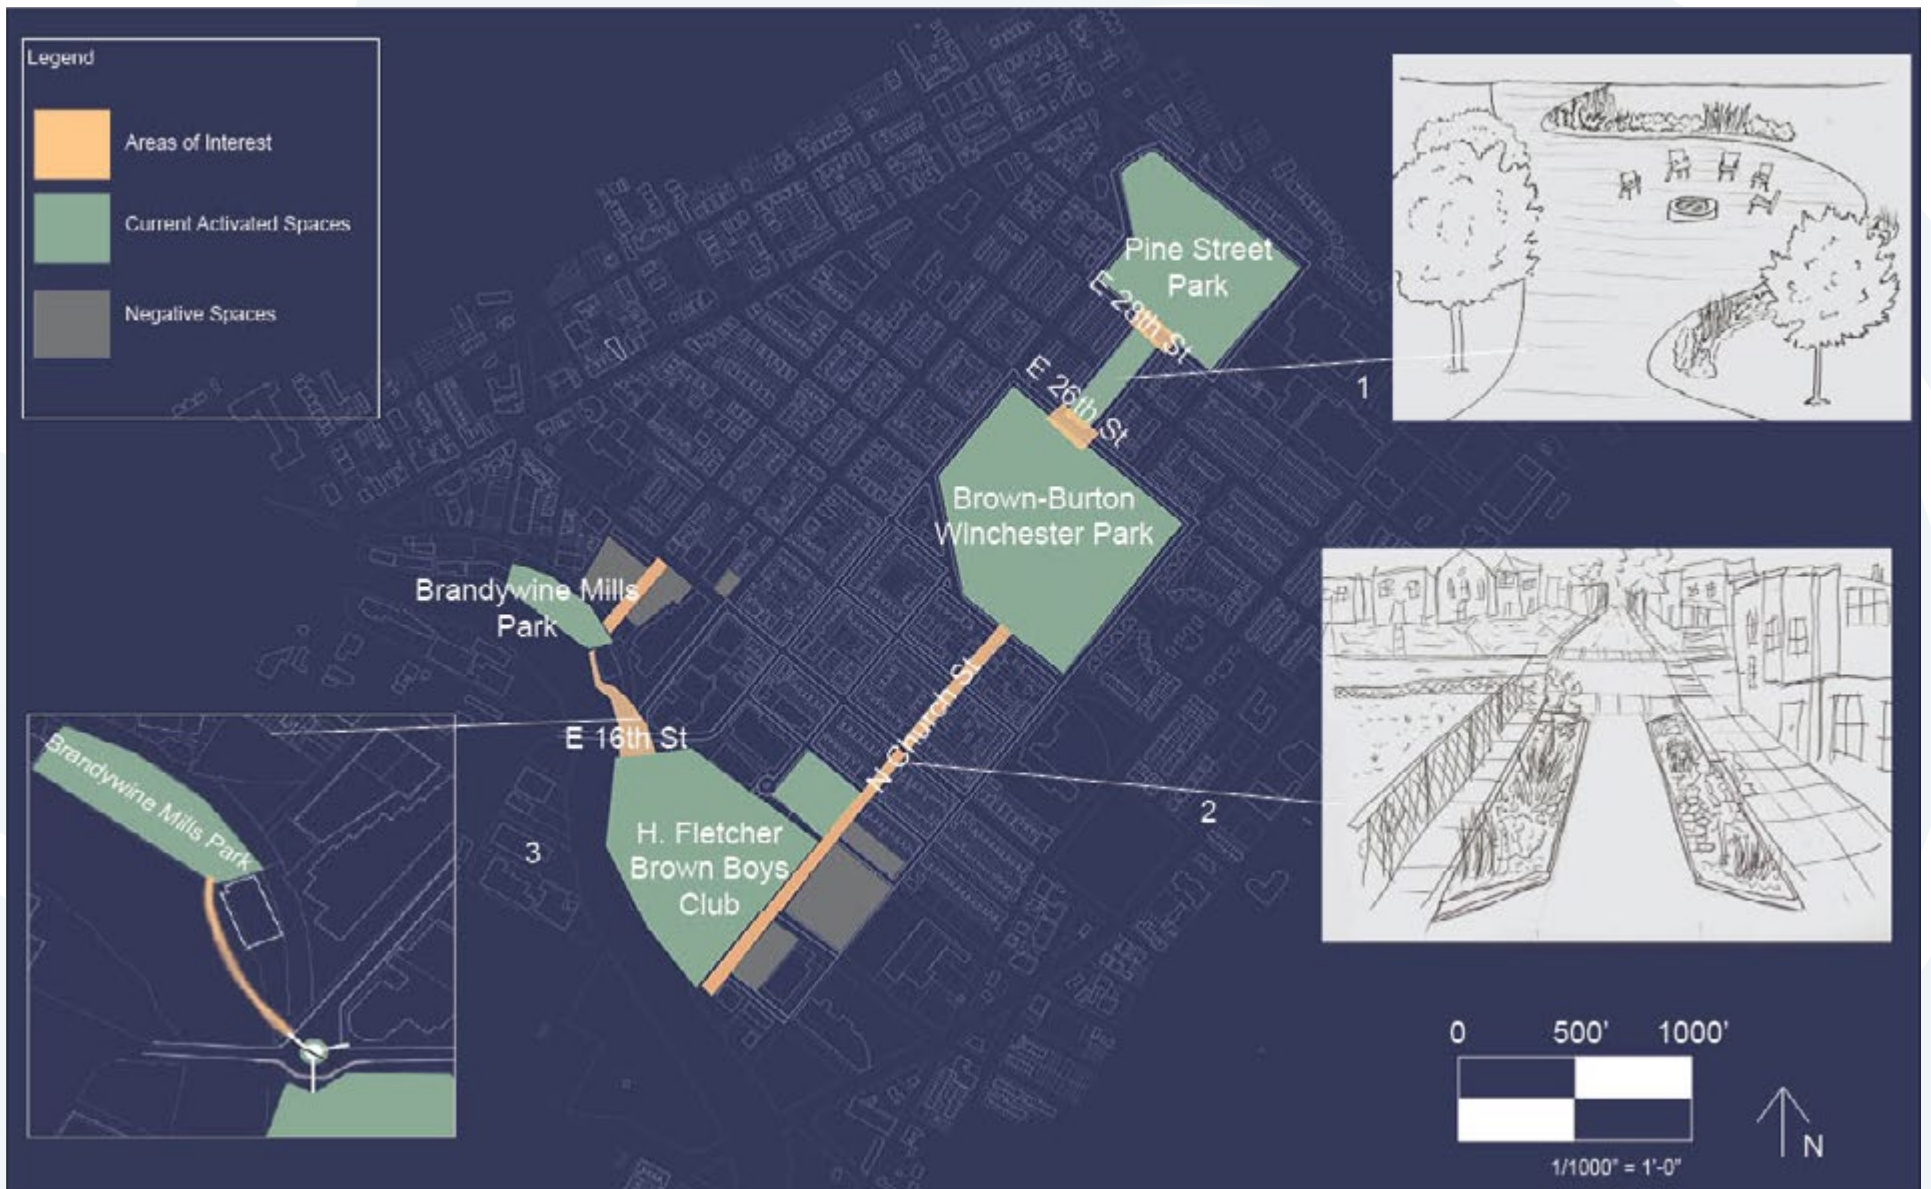 Legend
Areas of Interest
Current Activated Spaces
Negative Spaces
Pine Street
Park
E 28th St
E 26th St
1
Brown-Burton
Winchester Park
Brandywine Mills
Park
N Church St
E 16th St
2
H. Fletcher
Brown Boys
Club
3
Brandywine Mills Park
0 500' 1000'
1/1000" = 1'-0"
N